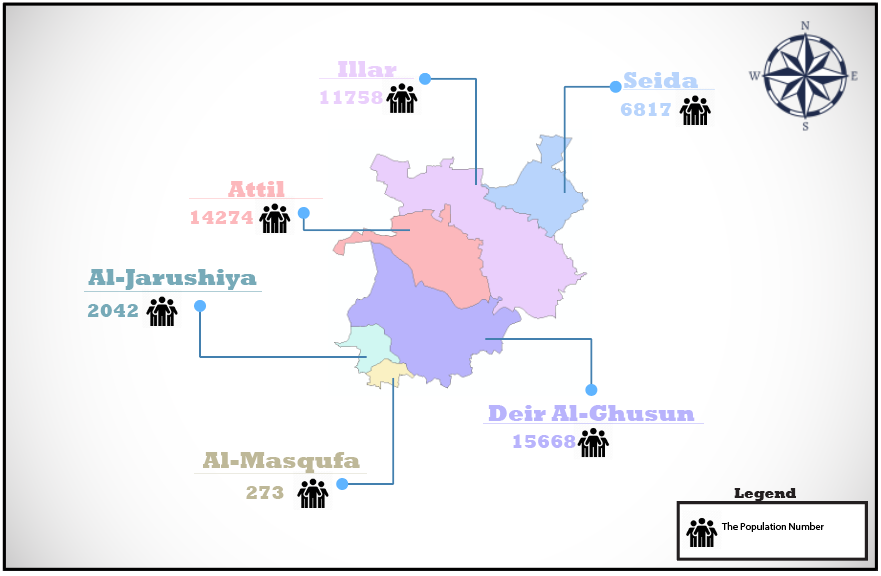 N
W E
S
Illar
11758
Seida
6817
Attil
14274
Al-Jarushiya
2042
Deir Al-Ghusun
15668
Al-Masqufa
273
Legend
The Population Number